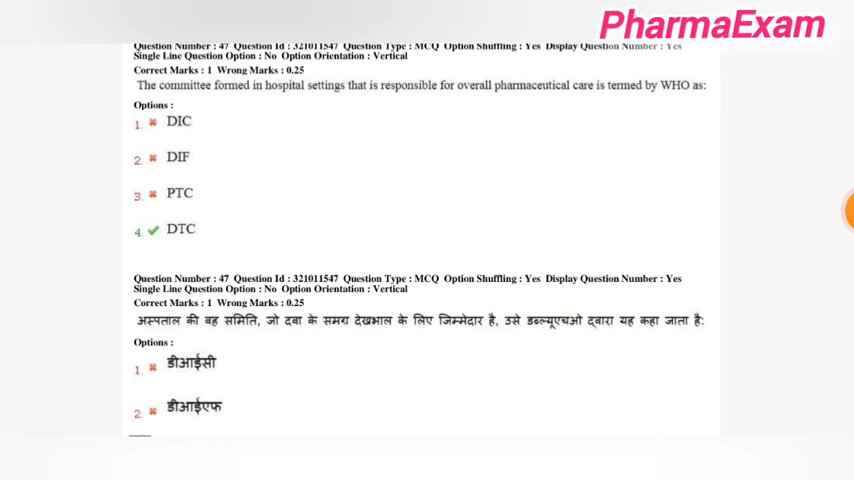 PharmaExam
Question Number : 47 Question Id : 321011547 Question Type : MCQ Option Shuffling : Yes Display Question Number : Yes
Single Line Question Option : No Option Orientation : Vertical
Correct Marks : 1 Wrong Marks : 0.25
The committee formed in hospital settings that is responsible for overall pharmaceutical care is termed by WHO as:
Options :
1. DIC
2. DIF
3. PTC
4. DTC
Question Number : 47 Question Id : 321011547 Question Type : MCQ Option Shuffling : Yes Display Question Number : Yes
Single Line Question Option : No Option Orientation : Vertical
Correct Marks : 1 Wrong Marks : 0.25
अस्पताल की वह समिति, जो दवा के समग्र देखभाल के लिए जिम्मेदार है, उसे डब्ल्यूएचओ द्वारा यह कहा जाता है:
Options :
1. डीआईसी
2. डीआईएफ